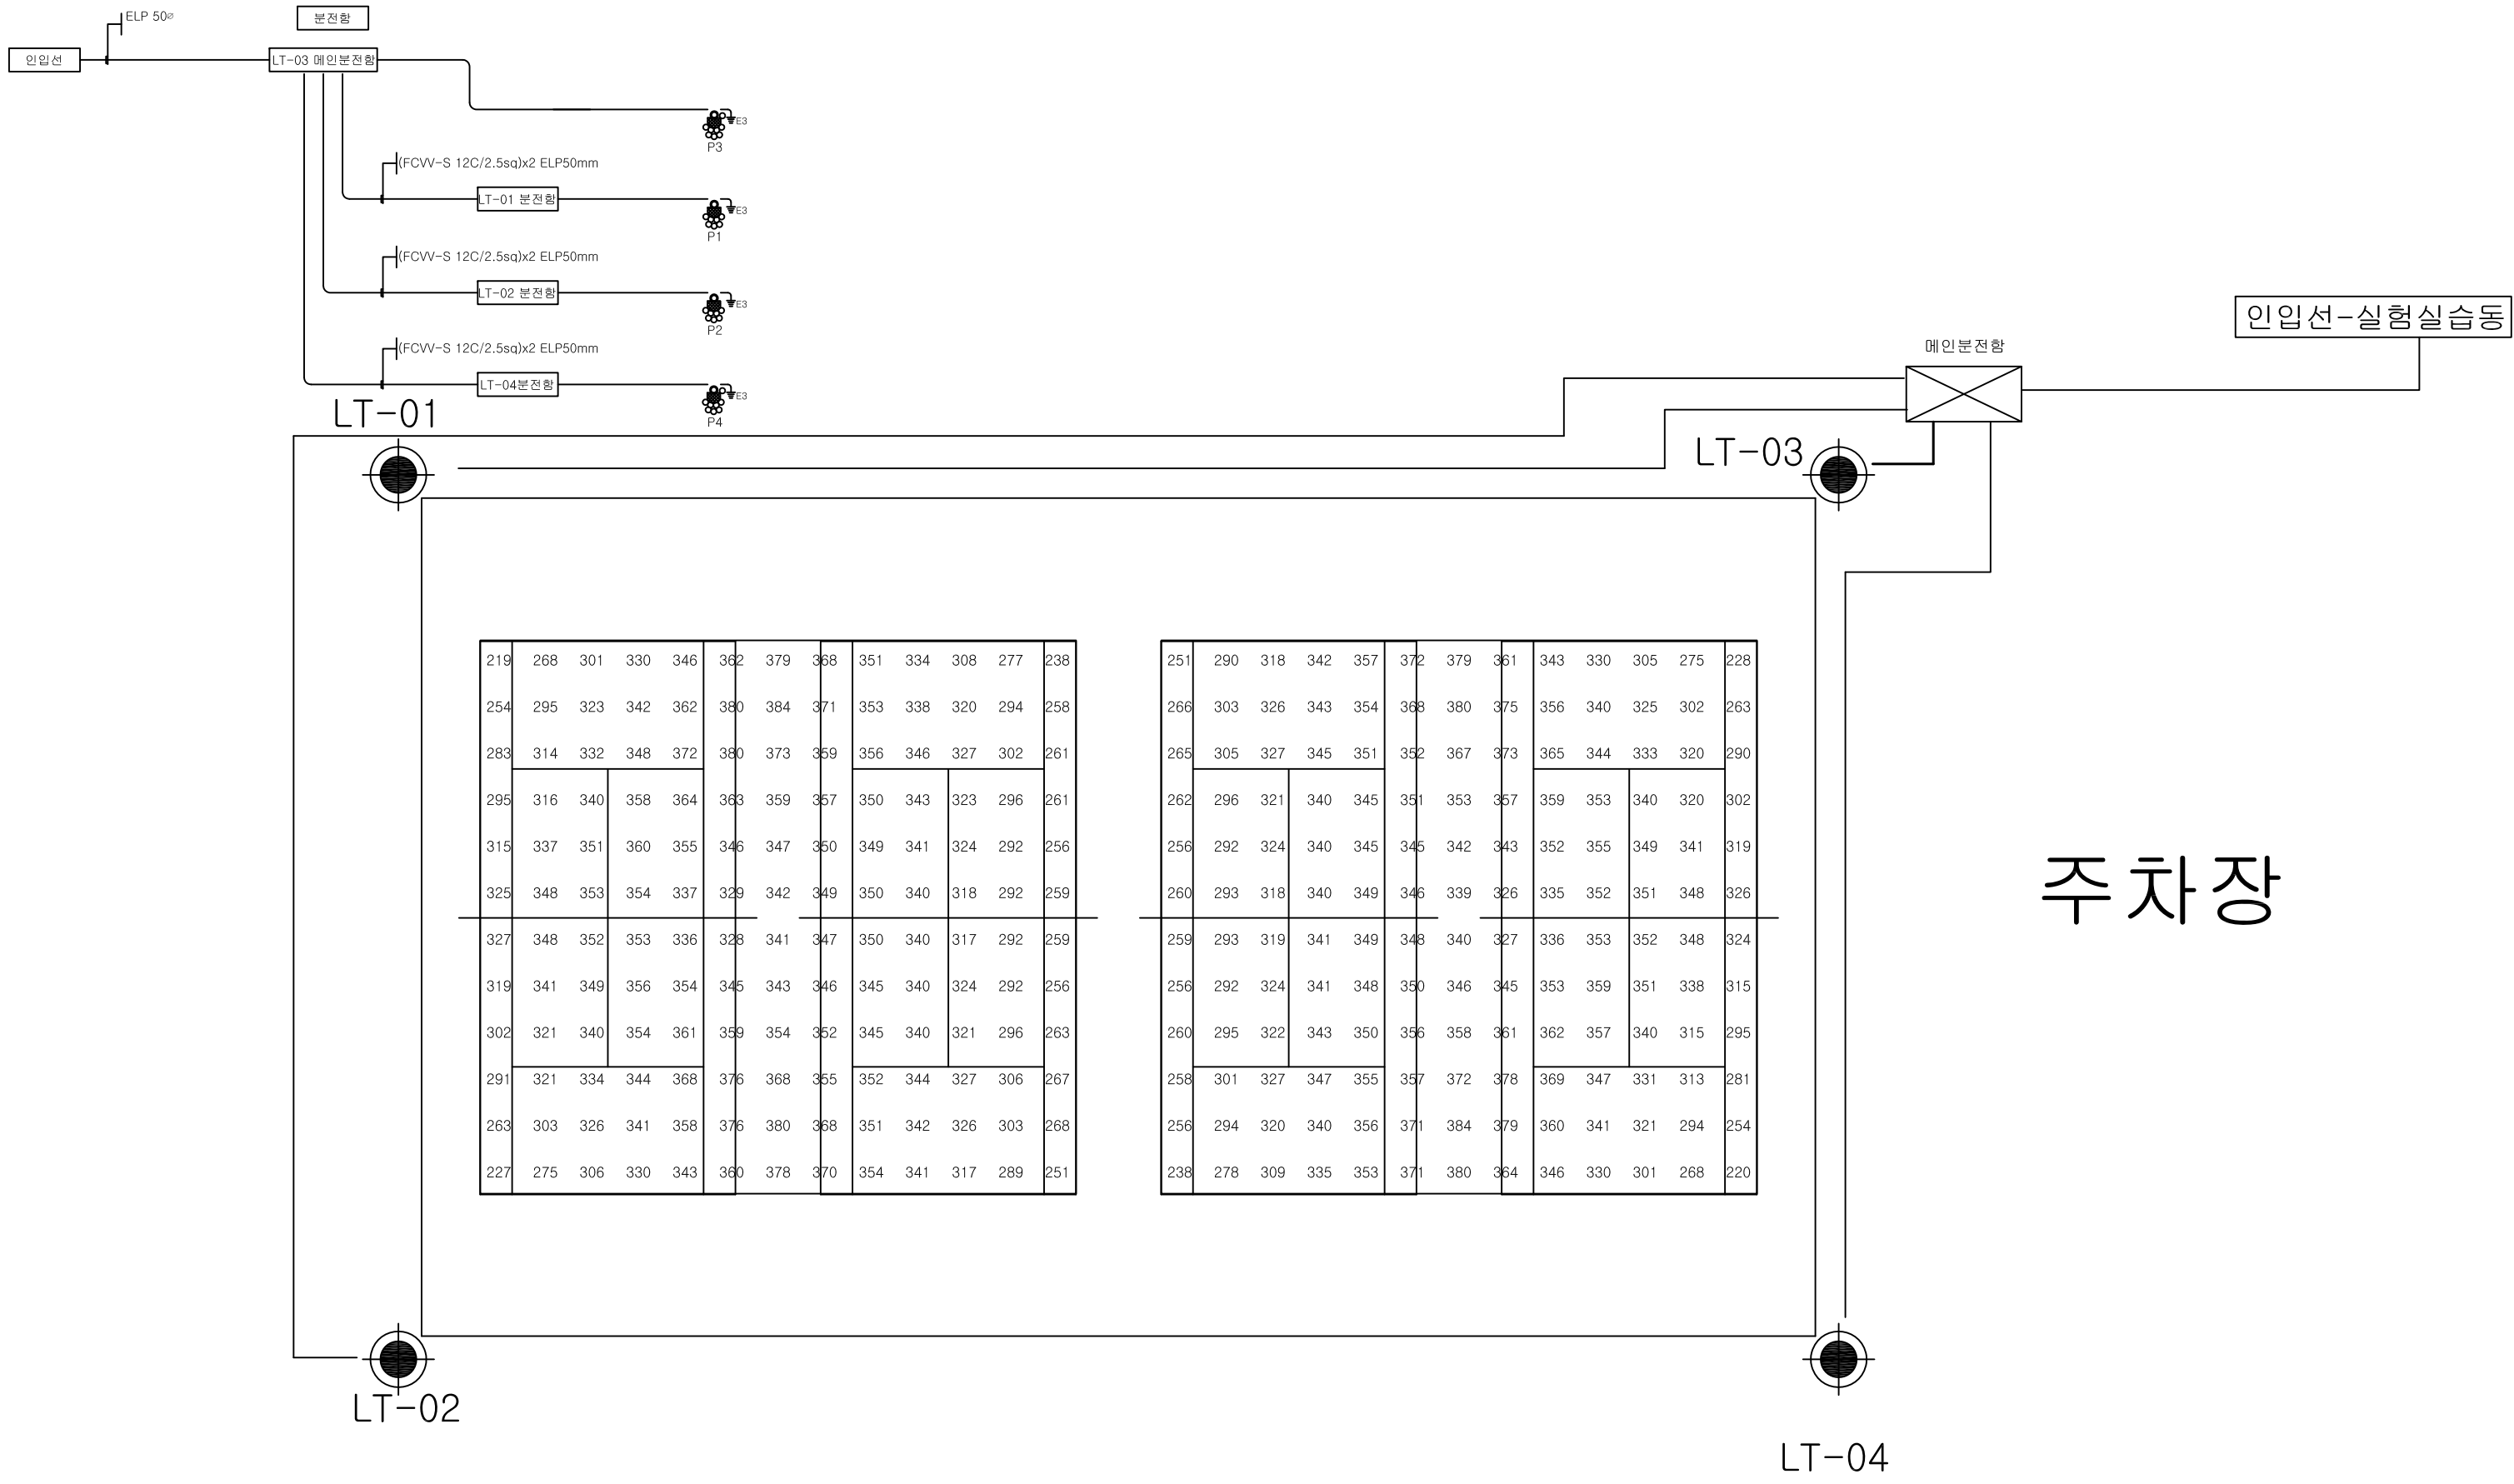 ELP 50∅
분전함
인입선
LT-03 메인분전함
E3
P3
(FCVV-S 12C/2.5sq)x2 ELP50mm
LT-01 분전함
E3
P1
(FCVV-S 12C/2.5sq)x2 ELP50mm
LT-02 분전함
E3
P2
(FCVV-S 12C/2.5sq)x2 ELP50mm
LT-04분전함
E3
P4
인입선-실험실습동
메인분전함
LT-01
LT-03
219 268 301 330 346 362 379 368 351 334 308 277 238 251 290 318 342 357 372 379 361 343 330 305 275 228
254 295 323 342 362 380 384 371 353 338 320 294 258 266 303 326 343 354 368 380 375 356 340 325 302 263
283 314 332 348 372 380 373 359 356 346 327 302 261 265 305 327 345 351 352 367 373 365 344 333 320 290
295 316 340 358 364 363 359 357 350 343 323 296 261 262 296 321 340 345 351 353 357 359 353 340 320 302
315 337 351 360 355 346 347 350 349 341 324 292 256 256 292 324 340 345 345 342 343 352 355 349 341 319
325 348 353 354 337 329 342 349 350 340 318 292 259 260 293 318 340 349 346 339 326 335 352 351 348 326
327 348 352 353 336 328 341 347 350 340 317 292 259 259 293 319 341 349 348 340 327 336 353 352 348 324
319 341 349 356 354 345 343 346 345 340 324 292 256 256 292 324 341 348 350 346 345 353 359 351 338 315
302 321 340 354 361 359 354 352 345 340 321 296 263 260 295 322 343 350 356 358 361 362 357 340 315 295
291 321 334 344 368 376 368 355 352 344 327 306 267 258 301 327 347 355 357 372 378 369 347 331 313 281
263 303 326 341 358 376 380 368 351 342 326 303 268 256 294 320 340 356 371 384 379 360 341 321 294 254
227 275 306 330 343 360 378 370 354 341 317 289 251 238 278 309 335 353 371 380 364 346 330 301 268 220
주차장
LT-02
LT-04